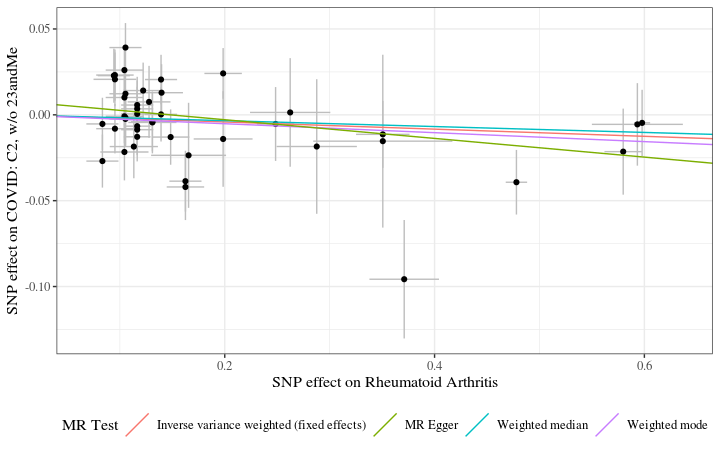 SNP effect on COVID: C2, w/o 23andMe
0.05
0.00
-0.05
-0.10
0.2 0.4 0.6
SNP effect on Rheumatoid Arthritis
MR Test Inverse variance weighted (fixed effects) MR Egger Weighted median Weighted mode